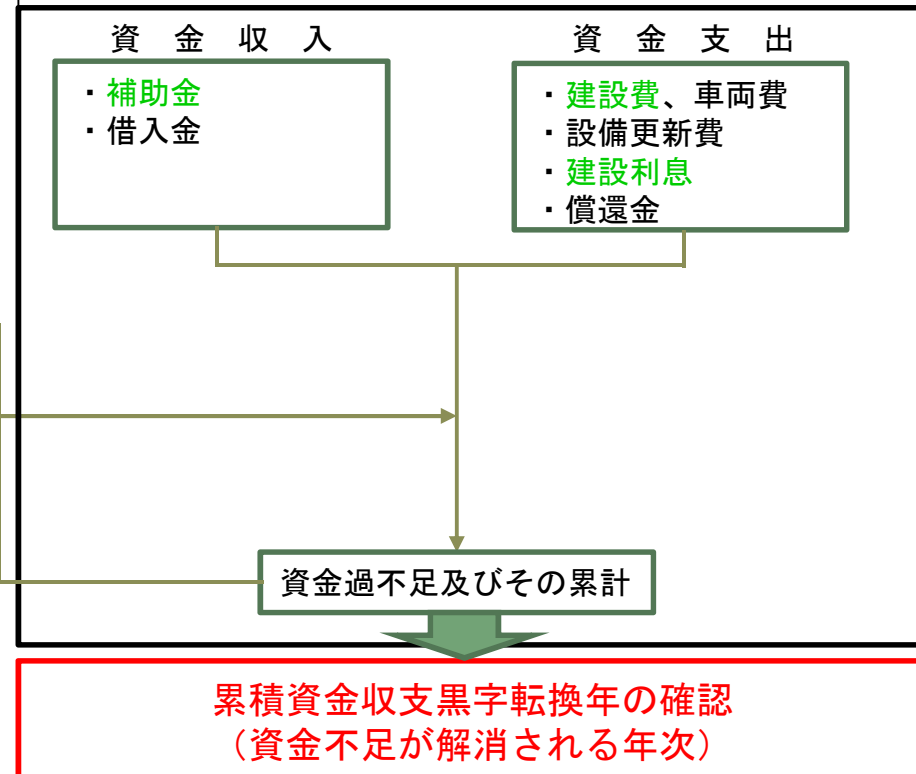 資金収入
・補助金
・借入金
資金支出
・建設費、車両費
・設備更新費
・建設利息
・償還金
資金過不足及びその累計
累積資金収支黒字転換年の確認
（資金不足が解消される年次）